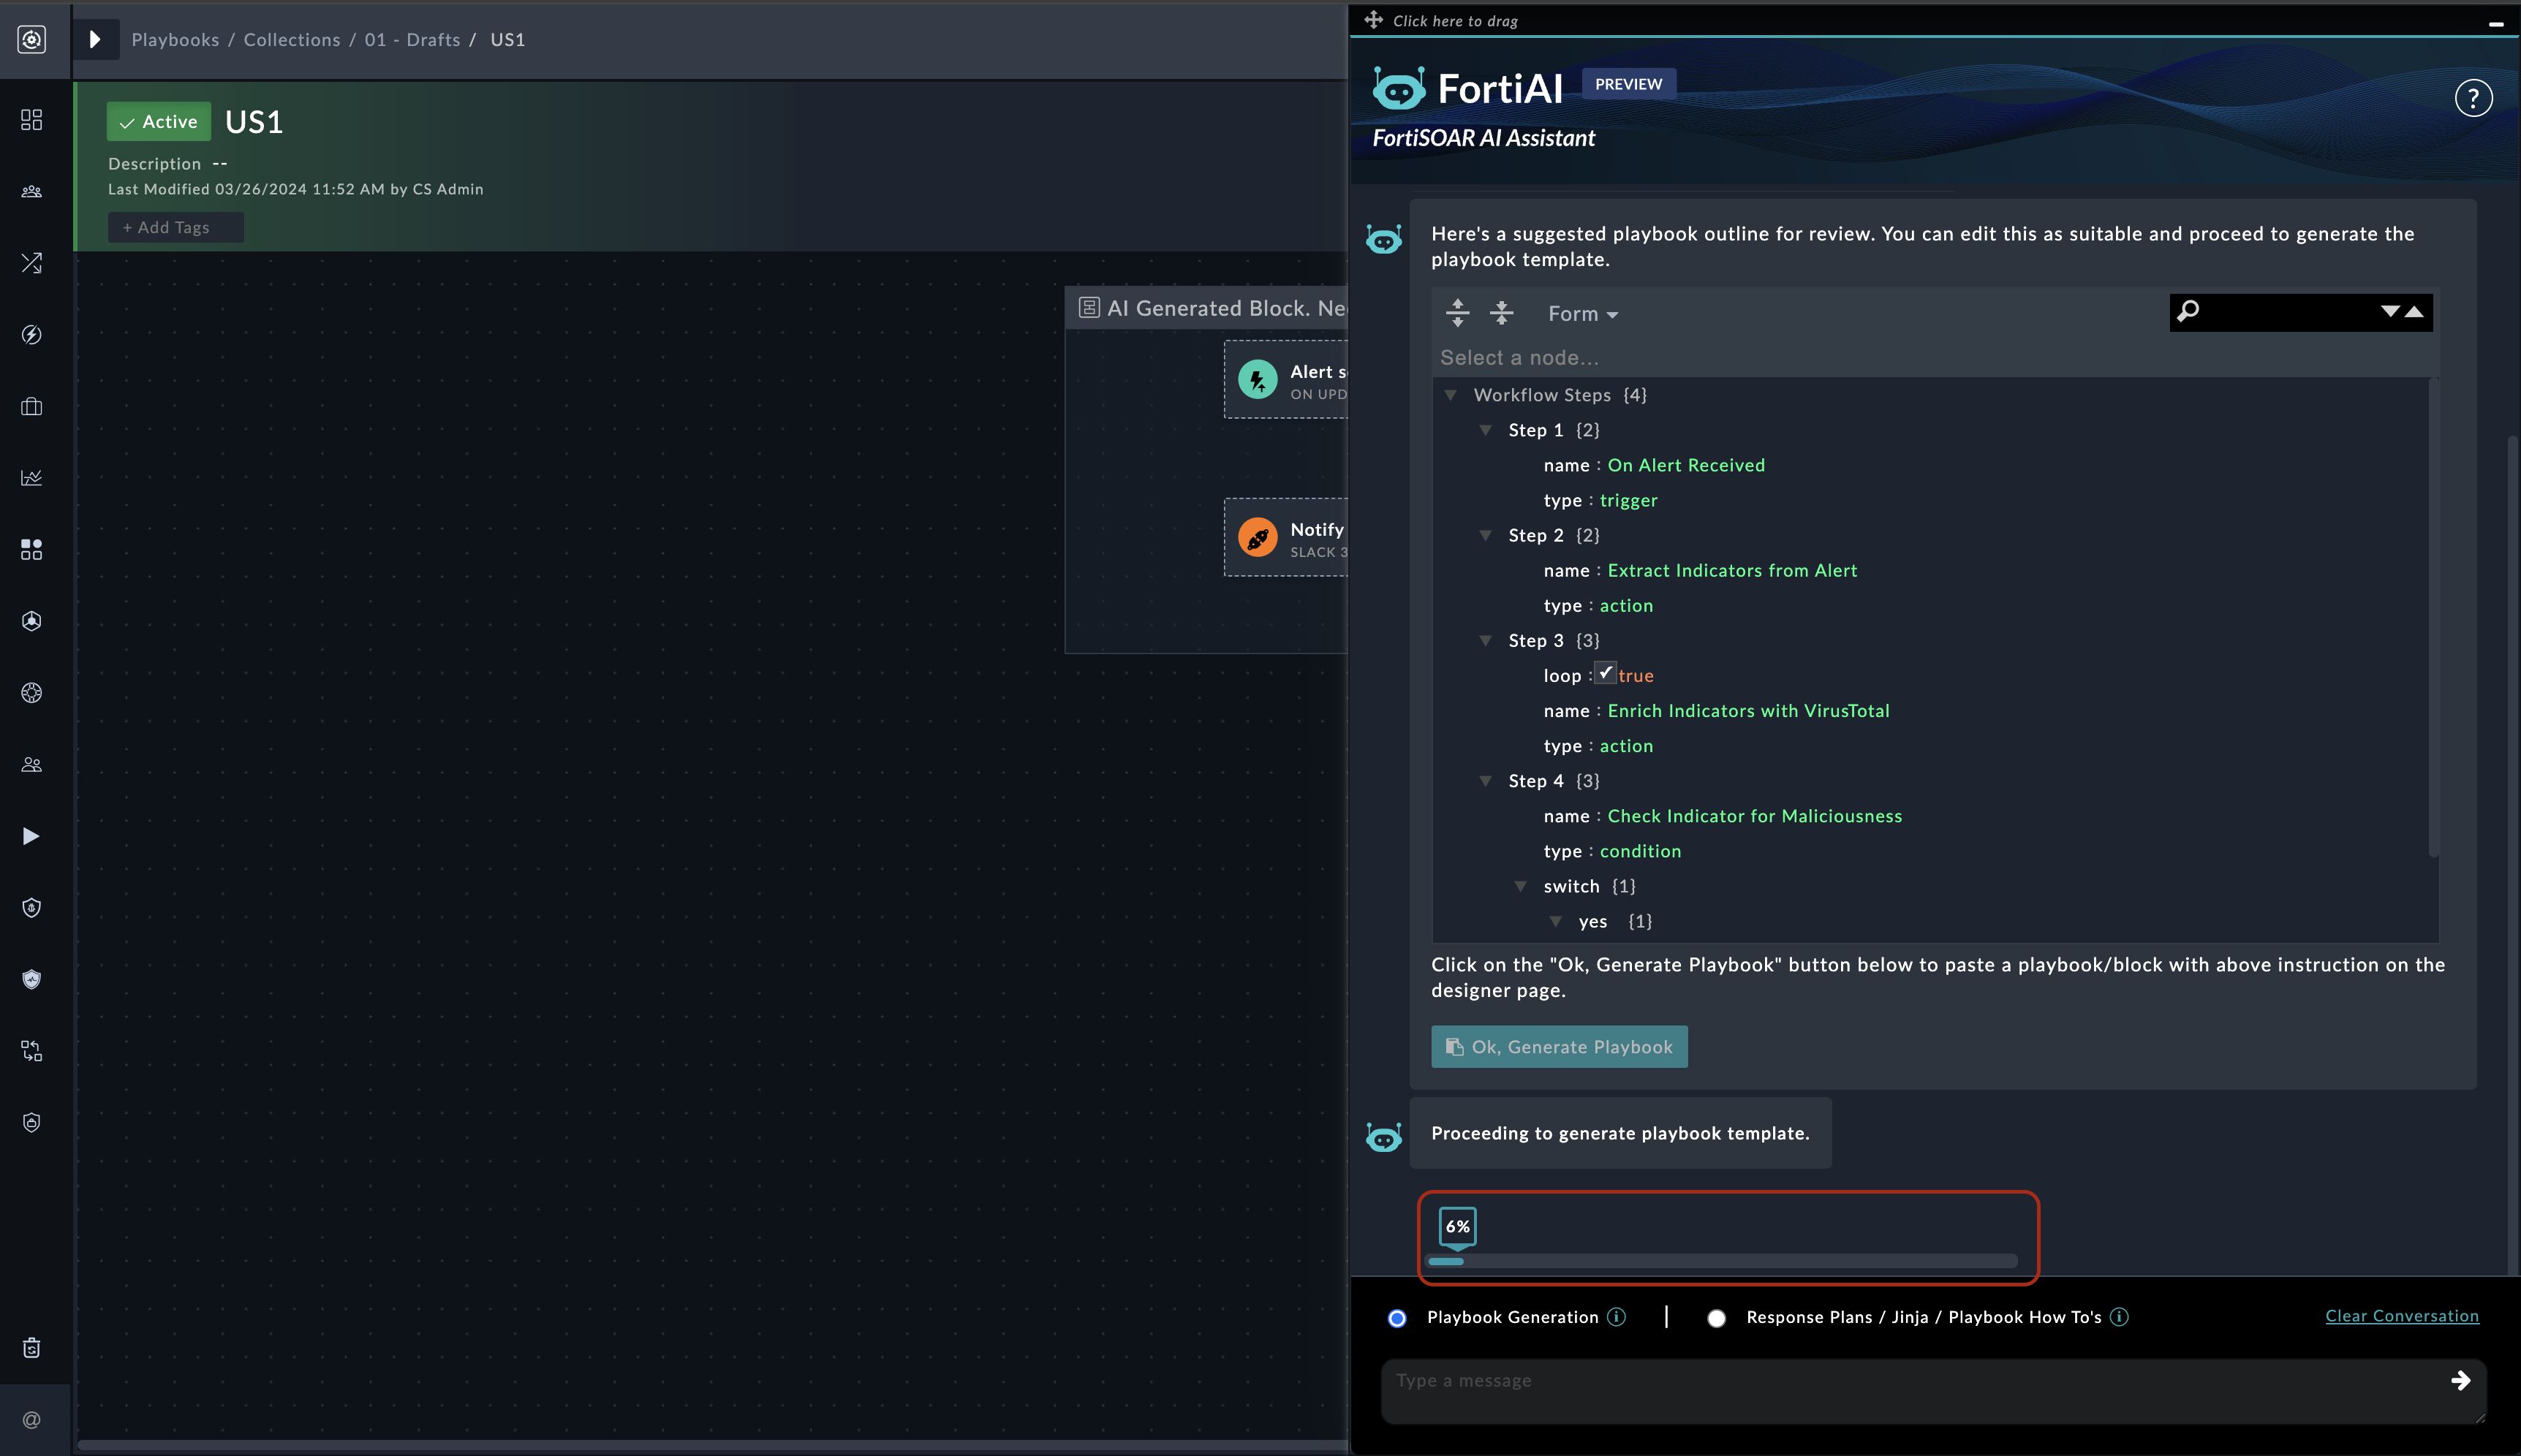 Playbooks / Collections / 01 - Drafts / US1
Active
US1
Description --
Last Modified 03/26/2024 11:52 AM by CS Admin
+ Add Tags
AI Generated Block. Ne
Alert s
ON UPD
Notify
SLACK 3
Click here to drag
FortiAI
PREVIEW
FortiSOAR AI Assistant
?
Here's a suggested playbook outline for review. You can edit this as suitable and proceed to generate the
playbook template.
Form
Select a node...
Workflow Steps {4}
Step 1 {2}
name : On Alert Received
type : trigger
Step 2 {2}
name : Extract Indicators from Alert
type : action
Step 3 {3}
loop : true
name : Enrich Indicators with VirusTotal
type : action
Step 4 {3}
name : Check Indicator for Maliciousness
type : condition
switch {1}
yes {1}
Click on the "Ok, Generate Playbook" button below to paste a playbook/block with above instruction on the
designer page.
Ok, Generate Playbook
Proceeding to generate playbook template.
6%
Playbook Generation
Response Plans / Jinja / Playbook How To's
Clear Conversation
Type a message
@